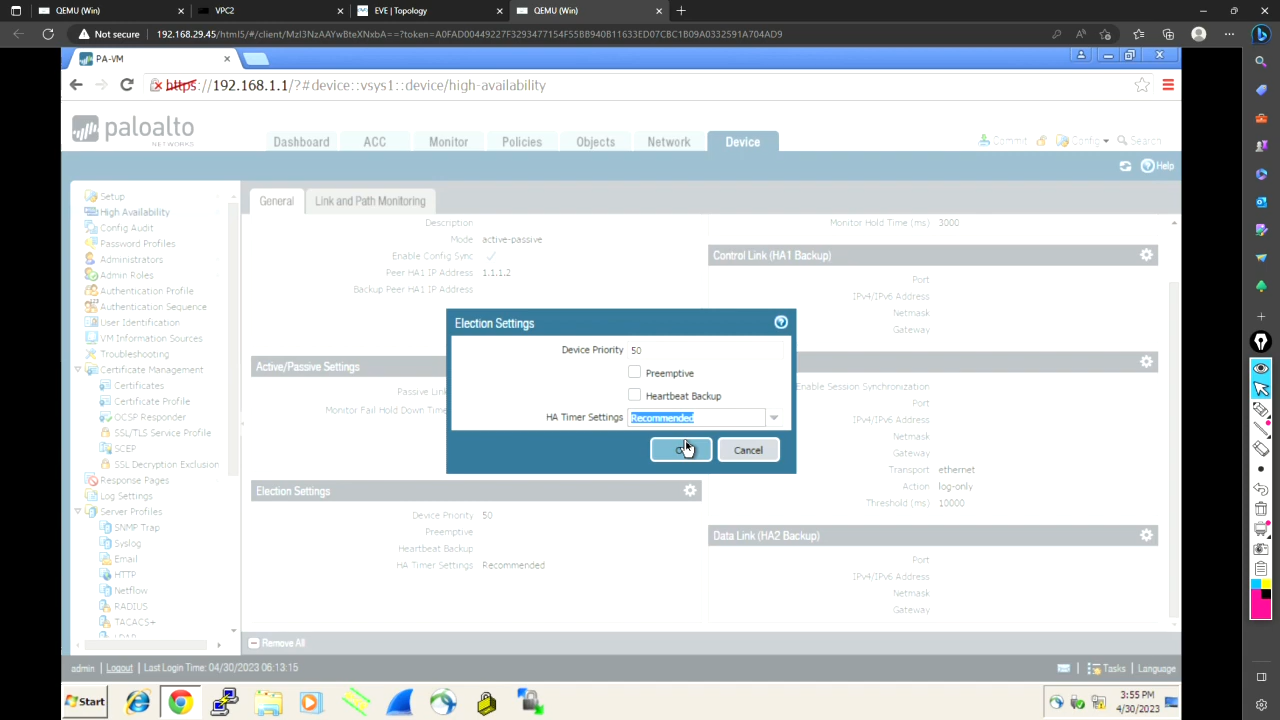 QEMU (Win)
VPC2
EVE | Topology
QEMU (Win)
Not secure
192.168.29.45/html5/#/client/MzI3NzAAYwBteXNxbA==?token=A0FAD00449227F3293477154F55BB940B11633ED07CBC1B09A0332591A704AD9
PA-VM
https://192.168.1.1/?#device::vsys1::device/high-availability
paloalto
NETWORKS
Dashboard
ACC
Monitor
Policies
Objects
Network
Device
Commit
Config
Search
Help
Setup
High Availability
Config Audit
Password Profiles
Administrators
Admin Roles
Authentication Profile
Authentication Sequence
User Identification
VM Information Sources
Troubleshooting
Certificate Management
Certificates
Certificate Profile
OCSP Responder
SSL/TLS Service Profile
SCEP
SSL Decryption Exclusion
Response Pages
Log Settings
Server Profiles
SNMP Trap
Syslog
Email
HTTP
Netflow
RADIUS
TACACS+
General
Link and Path Monitoring
Description
Mode active-passive
Enable Config Sync
Peer HA1 IP Address 1.1.1.2
Backup Peer HA1 IP Address
Active/Passive Settings
Passive Link
Monitor Fail Hold Down Time
Election Settings
Device Priority 50
Preemptive
Heartbeat Backup
HA Timer Settings Recommended
Monitor Hold Time (ms) 3000
Control Link (HA1 Backup)
Port
IPv4/IPv6 Address
Netmask
Gateway
Enable Session Synchronization
Port
IPv4/IPv6 Address
Netmask
Gateway
Transport ethernet
Action log-only
Threshold (ms) 10000
Data Link (HA2 Backup)
Port
IPv4/IPv6 Address
Netmask
Gateway
Election Settings
Device Priority 50
Preemptive
Heartbeat Backup
HA Timer Settings Recommended
Cancel
Remove All
admin | Logout | Last Login Time: 04/30/2023 06:13:15
Tasks | Language
Start
3:55 PM
4/30/2023